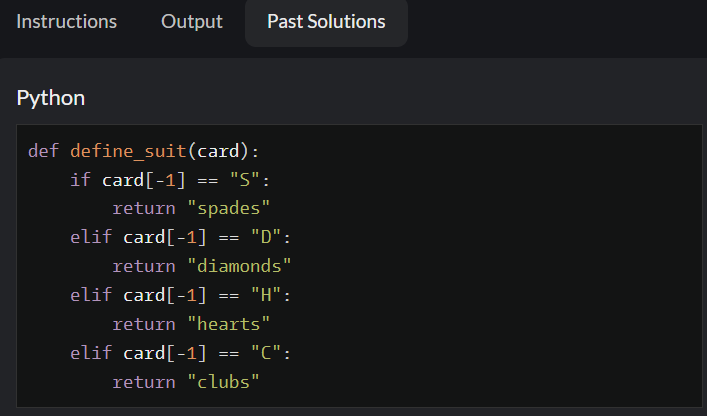 Instructions Output Past Solutions
Python
def define_suit(card):
    if card[-1] == "S":
        return "spades"
    elif card[-1] == "D":
        return "diamonds"
    elif card[-1] == "H":
        return "hearts"
    elif card[-1] == "C":
        return "clubs"